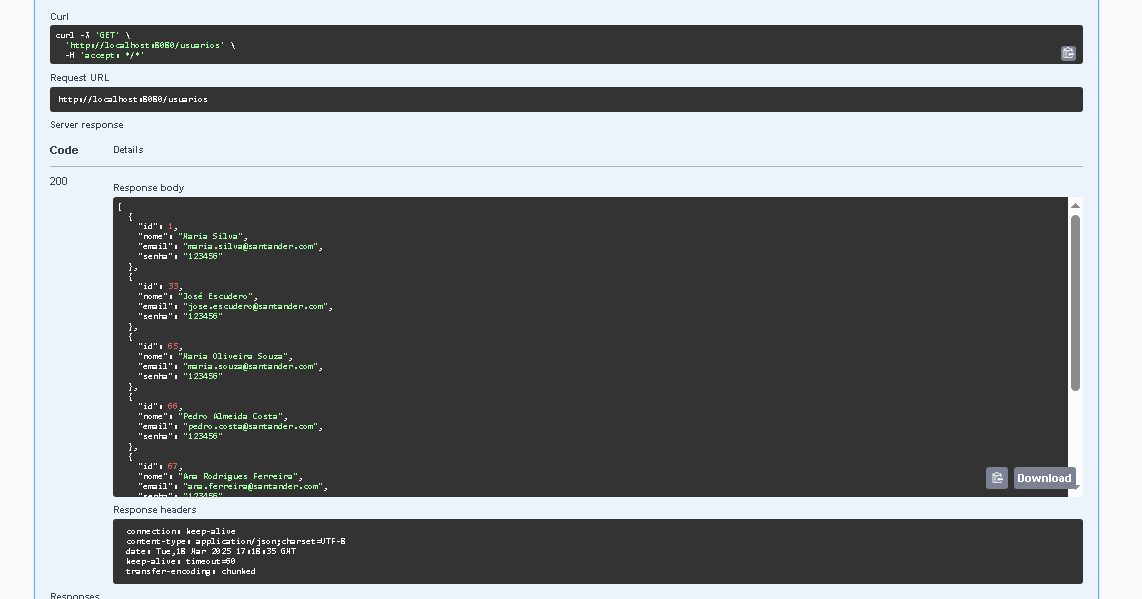 Curl
curl -X 'GET' \
'http://localhost:8080/usuarios' \
-H 'accept: */*'
Request URL
http://localhost:8080/usuarios
Server response
Code Details
200
Response body
[
{
"id": 1,
"nome": "Maria Silva",
"email": "maria.silva@santander.com",
"senha": "123456"
},
{
"id": 33,
"nome": "José Escudero",
"email": "jose.escudero@santander.com",
"senha": "123456"
},
{
"id": 65,
"nome": "Maria Oliveira Souza",
"email": "maria.souza@santander.com",
"senha": "123456"
},
{
"id": 66,
"nome": "Pedro Almeida Costa",
"email": "pedro.costa@santander.com",
"senha": "123456"
},
{
"id": 67,
"nome": "Ana Rodrigues Ferreira",
"email": "ana.ferreira@santander.com",
"senha": "123456"
Download
Response headers
connection: keep-alive
content-type: application/json;charset=UTF-8
date: Tue,18 Mar 2025 17:18:35 GMT
keep-alive: timeout=60
transfer-encoding: chunked
Responses